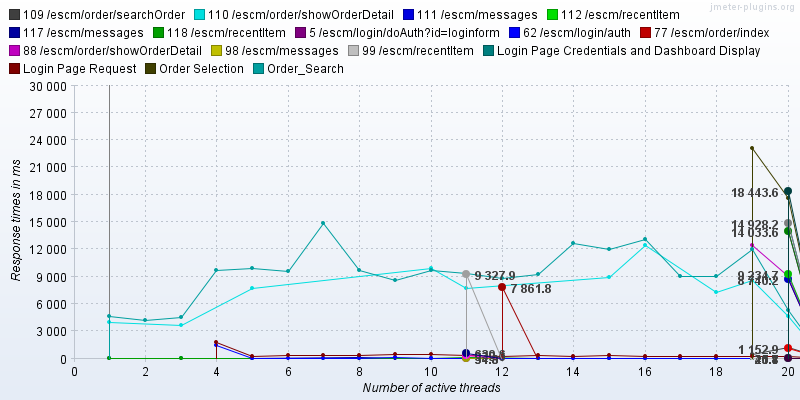 jmeter-plugins.org
109 /escm/order/searchOrder 110 /escm/order/showOrderDetail 111 /escm/messages 112 /escm/recentItem
117 /escm/messages 118 /escm/recentItem 5 /escm/login/doAuth?id=loginform 62 /escm/login/auth 77 /escm/order/index
88 /escm/order/showOrderDetail 98 /escm/messages 99 /escm/recentItem Login Page Credentials and Dashboard Display
Login Page Request Order Selection Order_Search
30 000
27 000
24 000
21 000
18 000
15 000
12 000
9 000
6 000
3 000
0
Response times in ms
18 443.6
14 928.2
14 033.6
9 327.9
9 234.7
8 740.2
7 861.8
1 152.9
0 2 4 6 8 10 12 14 16 18 20
Number of active threads